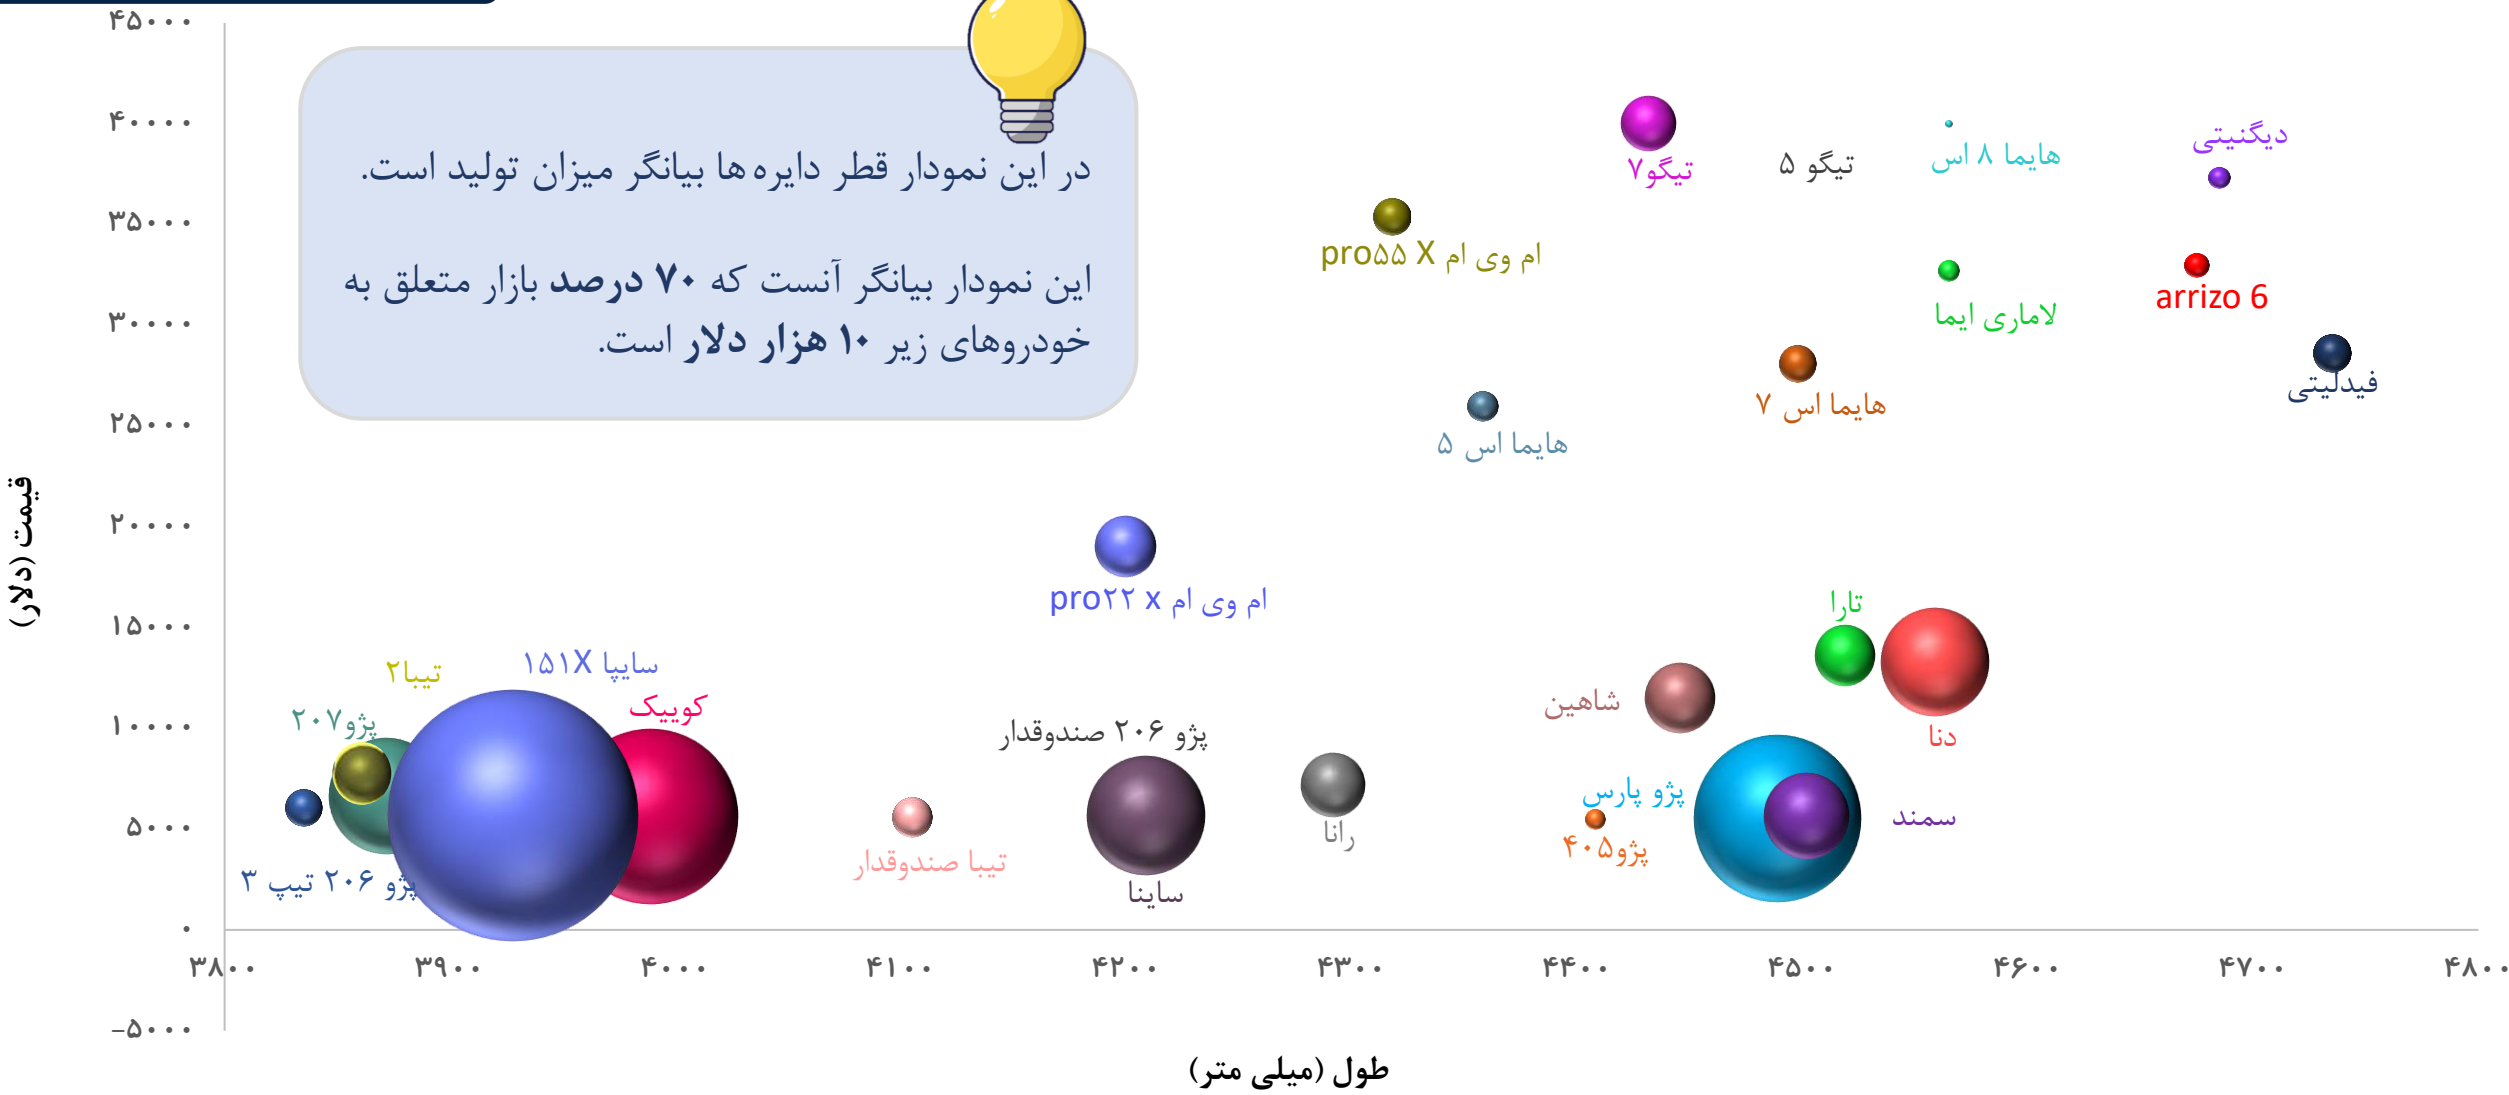 ۴۵۰۰۰
۴۰۰۰۰
۳۵۰۰۰
۳۰۰۰۰
۲۵۰۰۰
۲۰۰۰۰
۱۵۰۰۰
۱۰۰۰۰
۵۰۰۰
۰
-۵۰۰۰
قیمت (دلار)
در این نمودار قطر دایره ها بیانگر میزان تولید است.
این نمودار بیانگر آنست که ۷۰ درصد بازار متعلق به
خودروهای زیر ۱۰ هزار دلار است.
دیگنیتی
هایما ۸ اس
تیگو ۵
تیگو۷
ام وی ام pro۵۵ X
arrizo 6
لاماری ایما
فیدلیتی
هایما اس ۷
هایما اس ۵
ام وی ام pro۲۲ x
تارا
دنا
شاهین
پژو پارس
سمند
پژو۴۰۵
رانا
پژو ۲۰۶ صندوقدار
ساینا
تیبا صندوقدار
کوییک
سایپا ۱۵۱X
تیبا۲
پژو۲۰۷
پژو ۲۰۶ تیپ ۳
۳۸۰۰ ۳۹۰۰ ۴۰۰۰ ۴۱۰۰ ۴۲۰۰ ۴۳۰۰ ۴۴۰۰ ۴۵۰۰ ۴۶۰۰ ۴۷۰۰ ۴۸۰۰
طول (میلی متر)